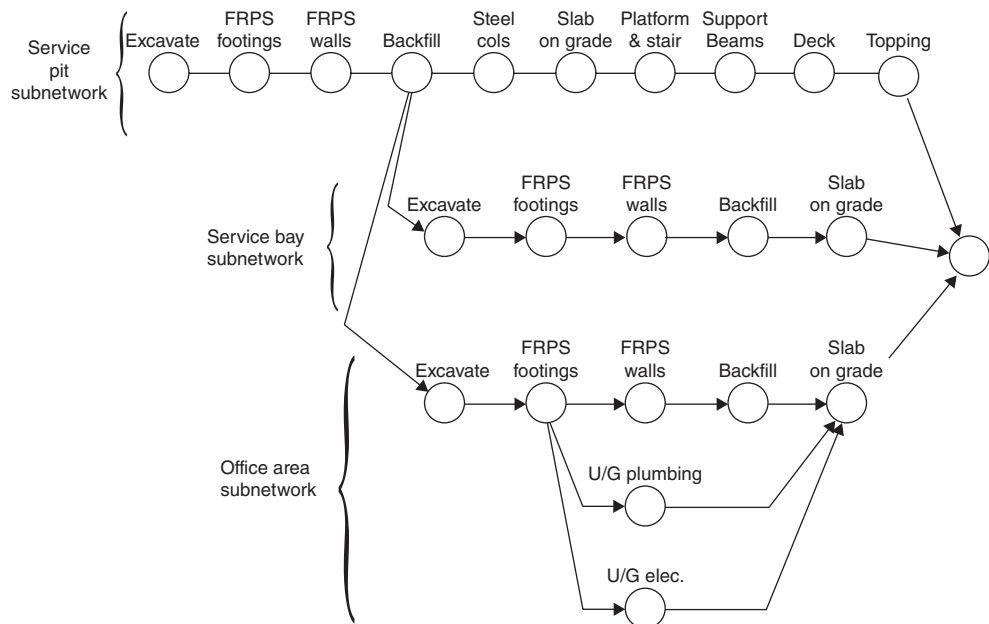 Service
pit
subnetwork
Excavate
FRPS
footings
FRPS
walls
Backfill
Steel
cols
Slab
on grade
Platform
& stair
Support
Beams
Deck
Topping
Service bay
subnetwork
Excavate
FRPS
footings
FRPS
walls
Backfill
Slab
on grade
Office area
subnetwork
Excavate
FRPS
footings
FRPS
walls
Backfill
Slab
on grade
U/G plumbing
U/G elec.